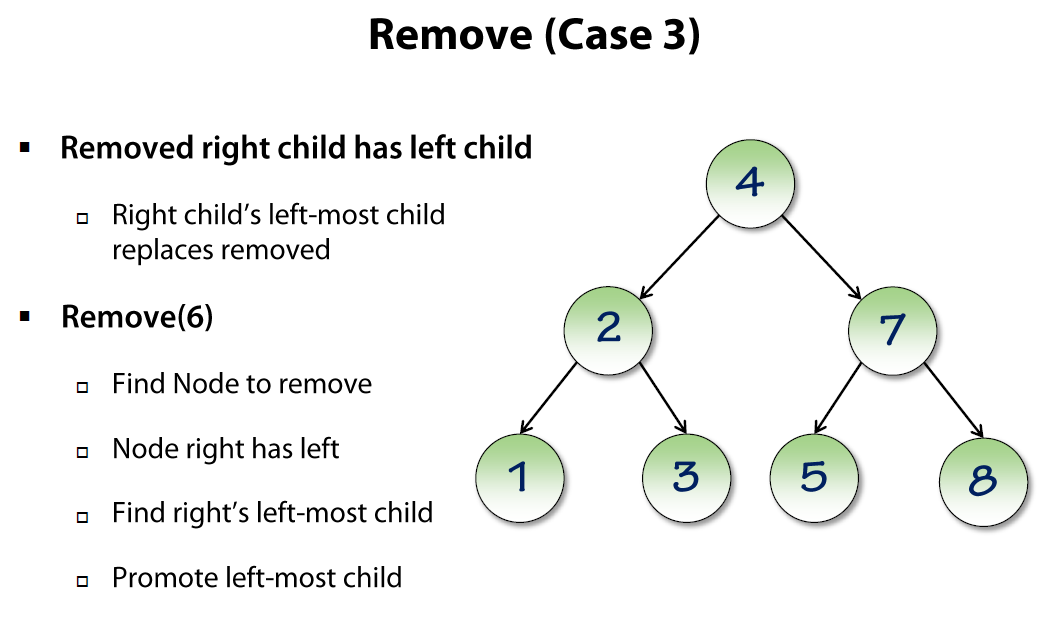 Remove (Case 3)
Removed right child has left child
Right child's left-most child
replaces removed
Remove(6)
Find Node to remove
Node right has left
Find right's left-most child
Promote left-most child
4
2
7
1
3
5
8